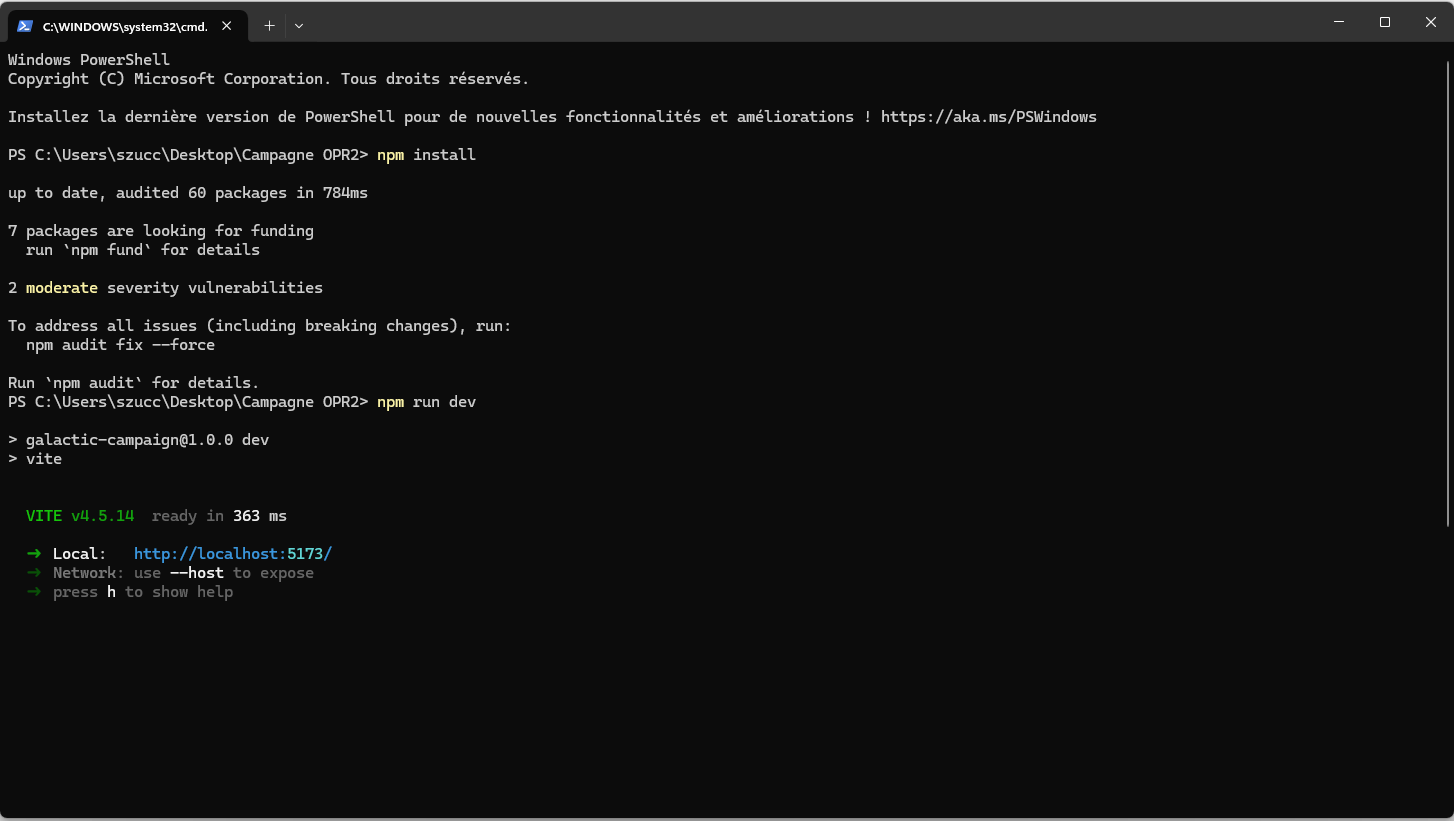 C:\WINDOWS\system32\cmd.
Windows PowerShell
Copyright (C) Microsoft Corporation. Tous droits réservés.
Installez la dernière version de PowerShell pour de nouvelles fonctionnalités et améliorations ! https://aka.ms/PSWindows
PS C:\Users\szucc\Desktop\Campagne OPR2> npm install
up to date, audited 60 packages in 784ms
7 packages are looking for funding
  run `npm fund` for details
2 moderate severity vulnerabilities
To address all issues (including breaking changes), run:
  npm audit fix --force
Run `npm audit` for details.
PS C:\Users\szucc\Desktop\Campagne OPR2> npm run dev
> galactic-campaign@1.0.0 dev
> vite
  VITE v4.5.14  ready in 363 ms
  ➜  Local:   http://localhost:5173/
  ➜  Network: use --host to expose
  ➜  press h to show help